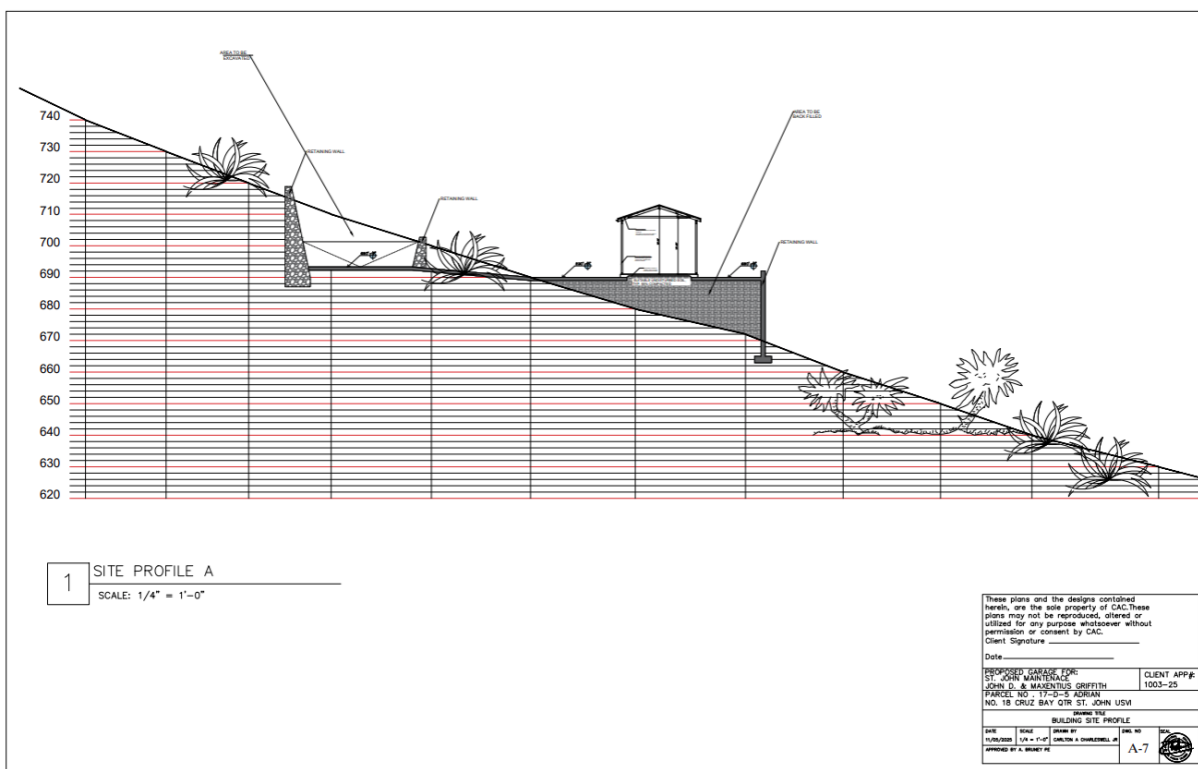 AREA TO BE
EXCAVATED
740
730
720
710
700
690
680
670
660
650
640
630
620
RETAINING WALL
RETAINING WALL
AREA TO BE
BACK FILLED
RETAINING WALL
1
SITE PROFILE A
SCALE: 1/4" = 1'-0"
These plans and the designs contained
herein, are the sole property of CAC.These
plans may not be reproduced, altered or
utilized for any purpose whatsoever without
permission or consent by CAC.
Client Signature
Date
PROPOSED GARAGE FOR:
ST. JOHN MAINTENACE
JOHN D. & MAXENTIUS GRIFFITH
CLIENT APP#:
1003-25
PARCEL NO . 17-D-5 ADRIAN
NO. 18 CRUZ BAY QTR ST. JOHN USVI
DRAWING TITLE
BUILDING SITE PROFILE
DATE
SCALE
1/4 = 1'-0"
DRAWN BY
CARLTON A CHARLESWELL JR
DWG. NO
A-7
SEAL
APPROVED BY A. BRUNEY PE